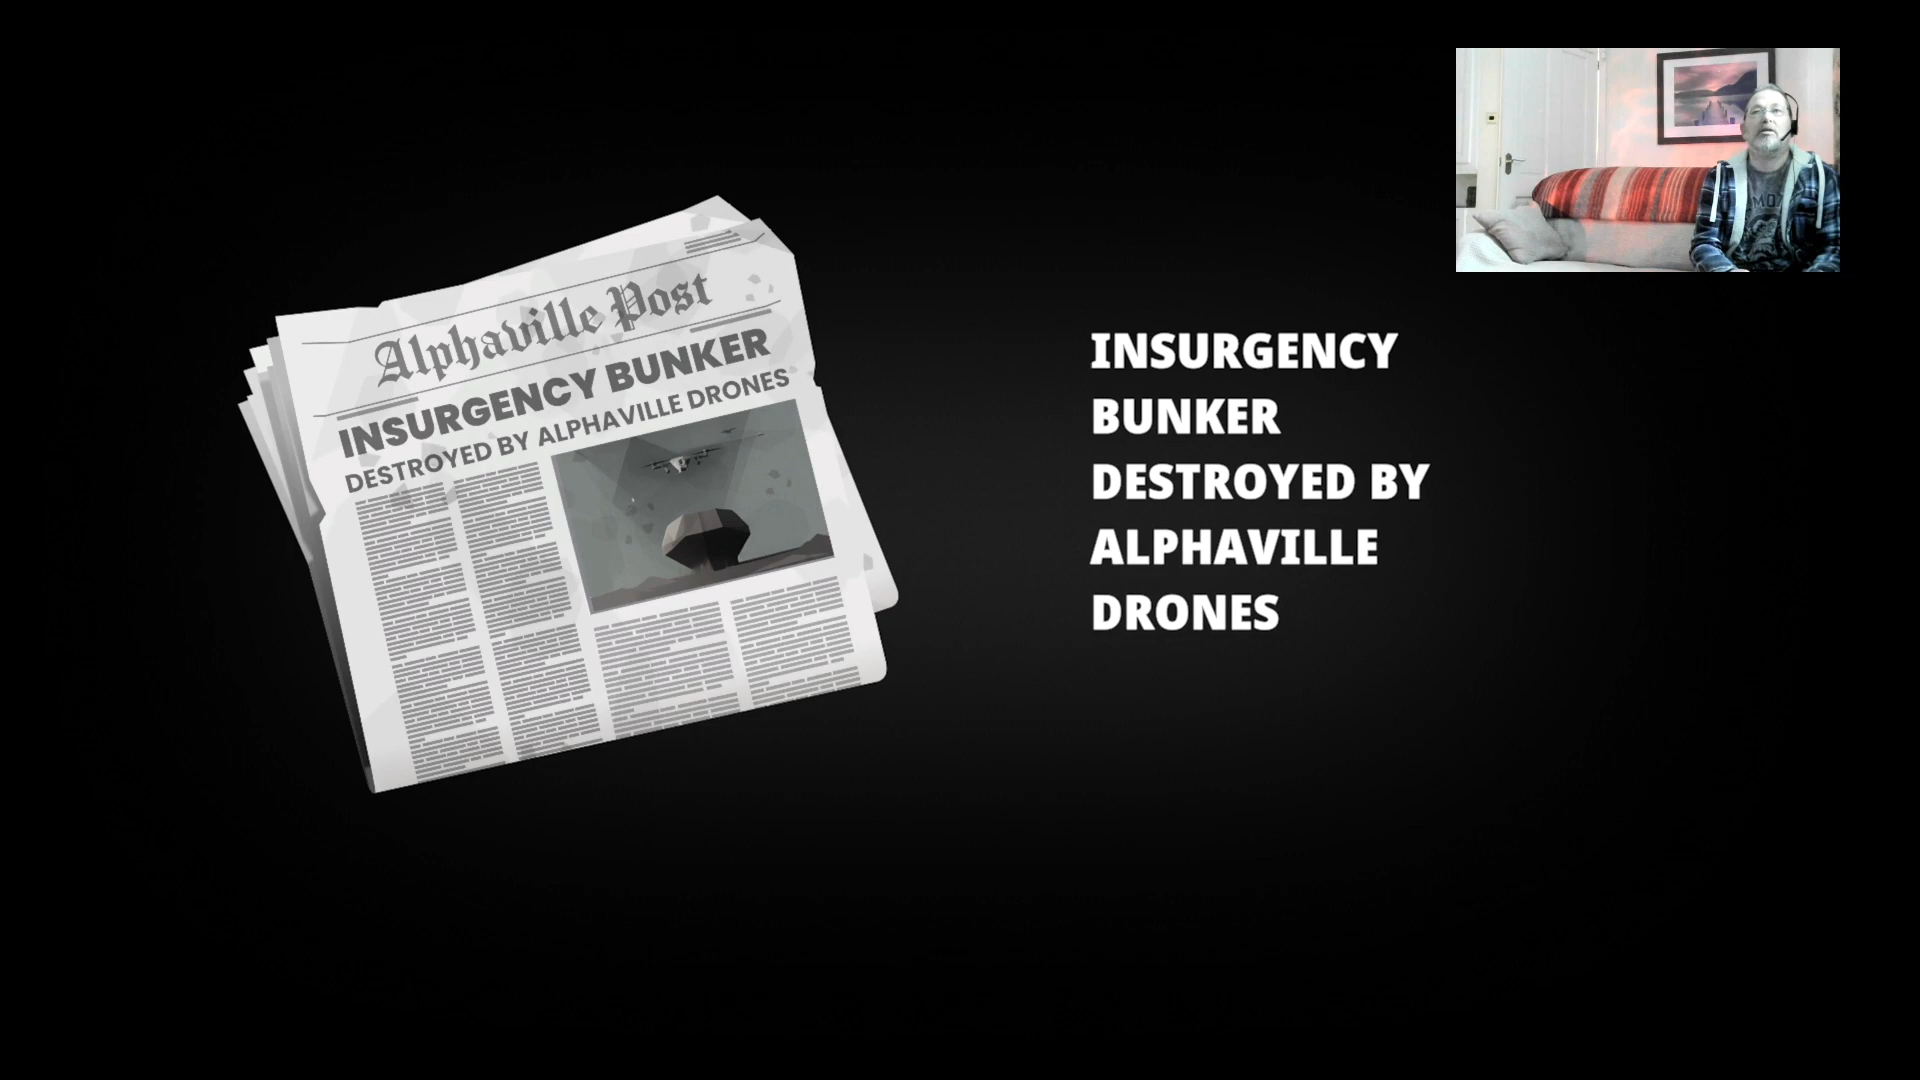 Alphaville Post
INSURGENCY BUNKER
DESTROYED BY ALPHAVILLE DRONES
INSURGENCY
BUNKER
DESTROYED BY
ALPHAVILLE
DRONES